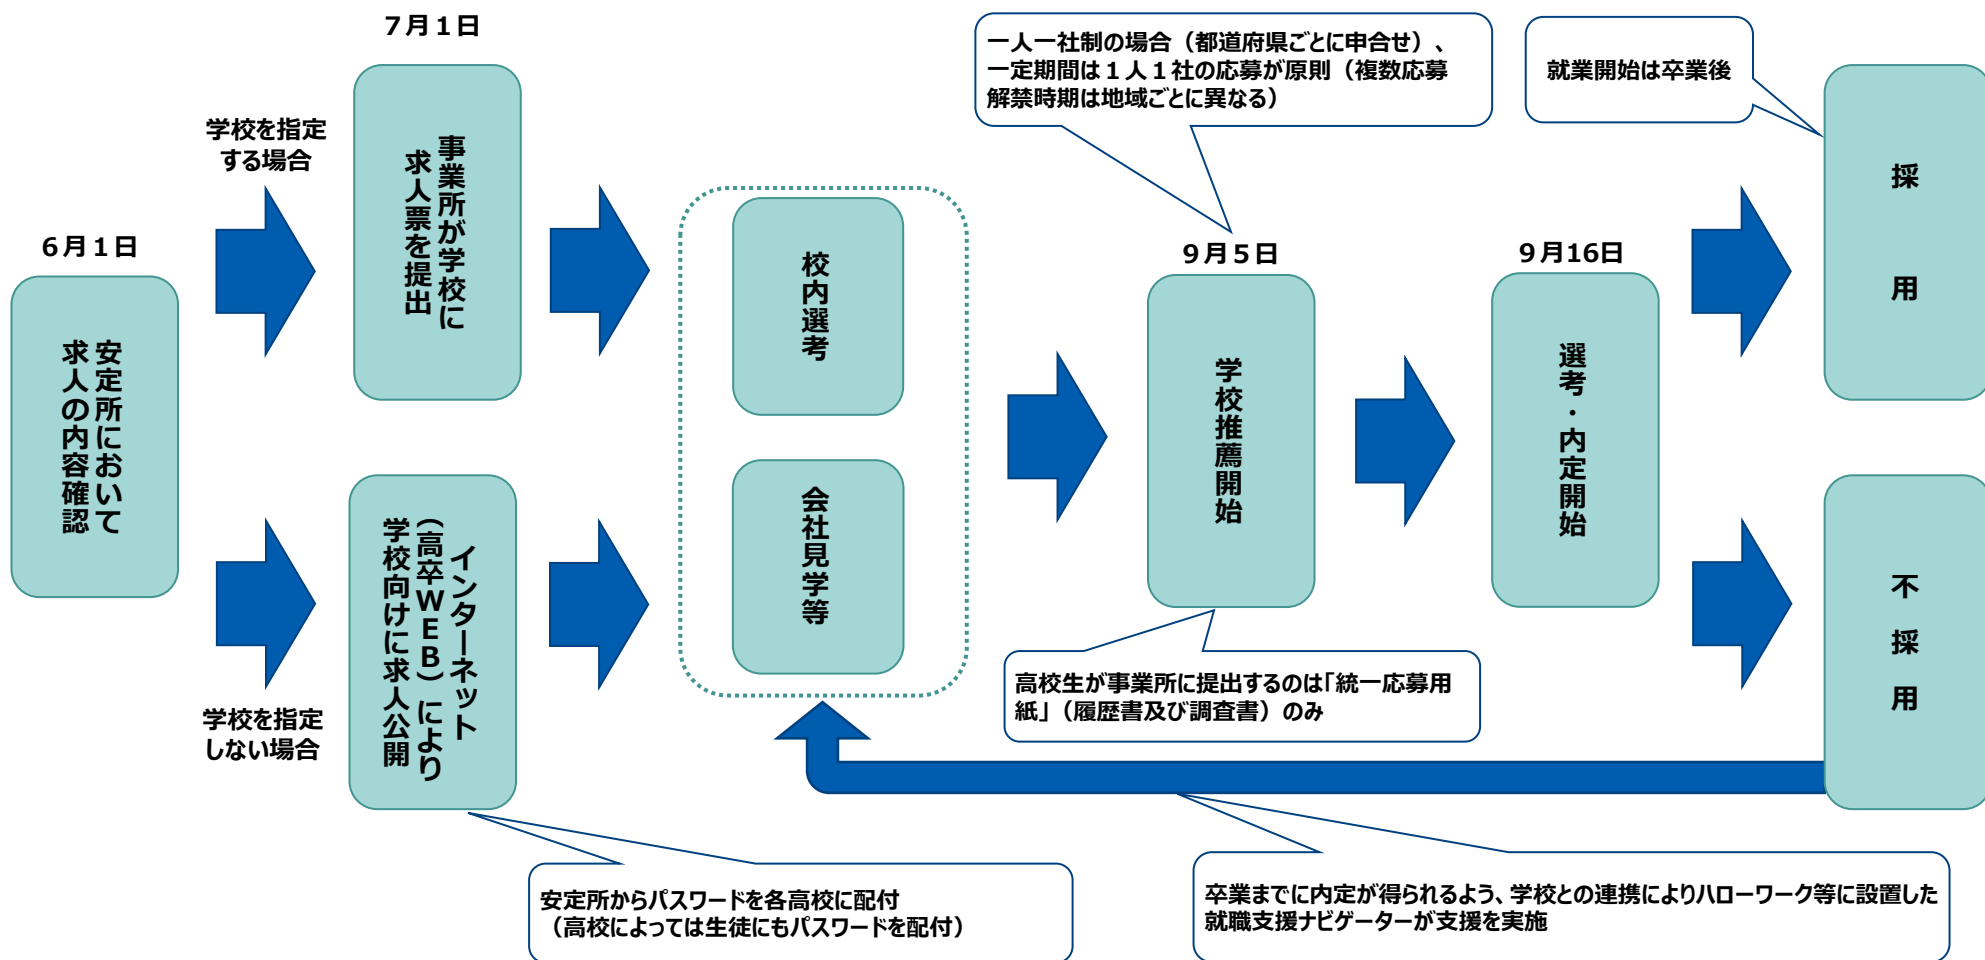 6月1日
安定所において
求人の内容確認
学校を指定
する場合
学校を指定
しない場合
7月1日
事業所が学校に
求人票を提出
インターネット
(高卒WEB)により
学校向けに求人公開
安定所からパスワードを各高校に配付
(高校によっては生徒にもパスワードを配付)
校内選考
会社見学等
一人一社制の場合(都道府県ごとに申合せ)、
一定期間は1人1社の応募が原則(複数応募
解禁時期は地域ごとに異なる)
9月5日
学校推薦開始
高校生が事業所に提出するのは「統一応募用
紙」(履歴書及び調査書)のみ
9月16日
選考・内定開始
就業開始は卒業後
採用
不採用
卒業までに内定が得られるよう、学校との連携によりハローワーク等に設置した
就職支援ナビゲーターが支援を実施